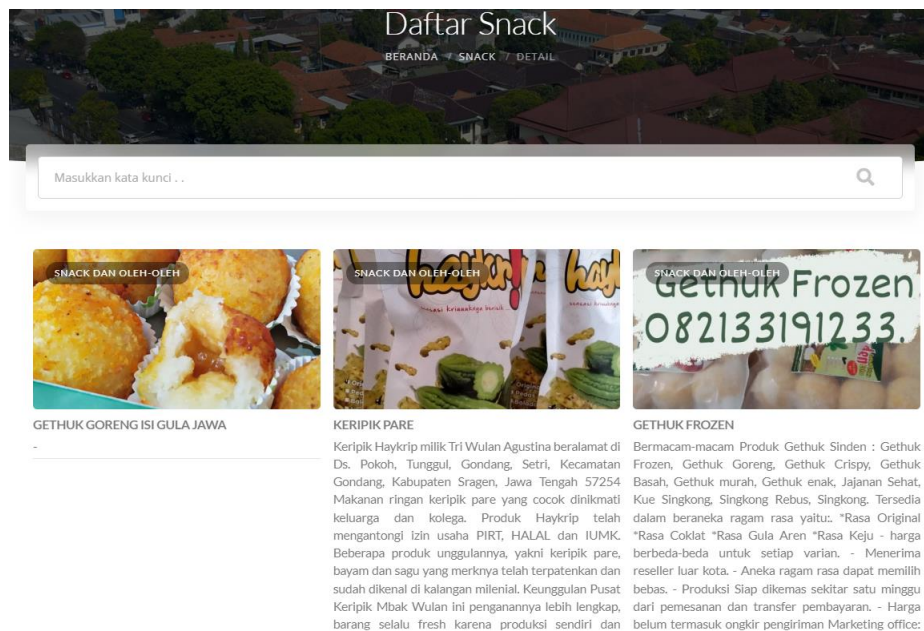 Daftar Snack
BERANDA / SNACK / DETAIL
Masukkan kata kunci . .
SNACK DAN OLEH-OLEH
GETHUK GORENG ISI GULA JAWA
-
SNACK DAN OLEH-OLEH
KERIPIK PARE
Keripik Haykrip milik Tri Wulan Agustina beralamat di
Ds. Pokoh, Tunggul, Gondang, Setri, Kecamatan
Gondang, Kabupaten Sragen, Jawa Tengah 57254
Makanan ringan keripik pare yang cocok dinikmati
keluarga dan kolega. Produk Haykrip telah
mengantongi izin usaha PIRT, HALAL dan IUMK.
Beberapa produk unggulannya, yakni keripik pare,
bayam dan sagu yang merknya telah terpatenkan dan
sudah dikenal di kalangan milenial. Keunggulan Pusat
Keripik Mbak Wulan ini penganannya lebih lengkap,
barang selalu fresh karena produksi sendiri dan
SNACK DAN OLEH-OLEH
Gethuk Frozen
082133191233.
GETHUK FROZEN
Bermacam-macam Produk Gethuk Sinden : Gethuk
Frozen, Gethuk Goreng, Gethuk Crispy, Gethuk
Basah, Gethuk murah, Gethuk enak, Jajanan Sehat,
Kue Singkong, Singkong Rebus, Singkong. Tersedia
dalam beraneka ragam rasa yaitu:. *Rasa Original
*Rasa Coklat *Rasa Gula Aren *Rasa Keju - harga
berbeda-beda untuk setiap varian. - Menerima
reseller luar kota. - Aneka ragam rasa dapat memilih
bebas. - Produksi Siap dikemas sekitar satu minggu
dari pemesanan dan transfer pembayaran. - Harga
belum termasuk ongkir pengiriman Marketing office: